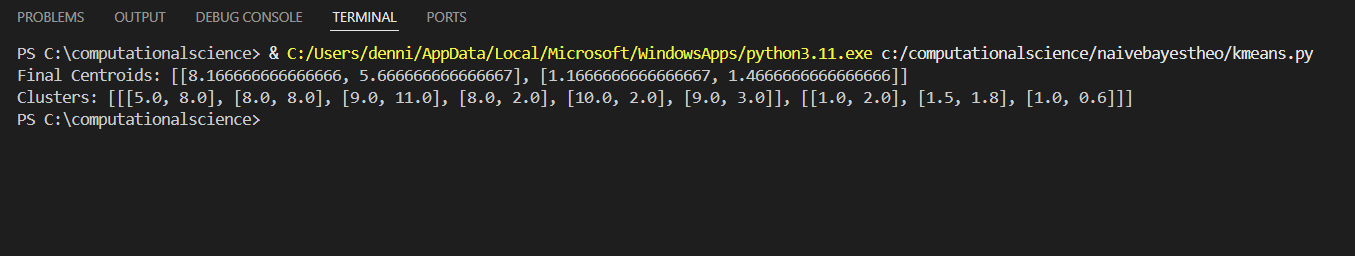 PROBLEMS OUTPUT DEBUG CONSOLE TERMINAL PORTS
PS C:\computationalscience> & C:/Users/denni/AppData/Local/Microsoft/WindowsApps/python3.11.exe c:/computationalscience/naivebayestheo/kmeans.py
Final Centroids: [[8.166666666666666, 5.666666666666667], [1.1666666666666667, 1.4666666666666666]]
Clusters: [[[5.0, 8.0], [8.0, 8.0], [9.0, 11.0], [8.0, 2.0], [10.0, 2.0], [9.0, 3.0]], [[1.0, 2.0], [1.5, 1.8], [1.0, 0.6]]]
PS C:\computationalscience>